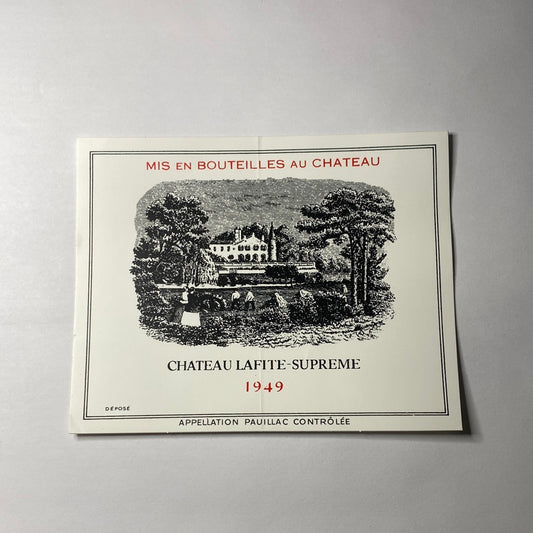 MIS EN BOUTEILLES AU CHATEAU
CHATEAU LAFITE-SUPREME
1949
DÉPOSÉ
APPELLATION PAUILLAC CONTRÔLÉE